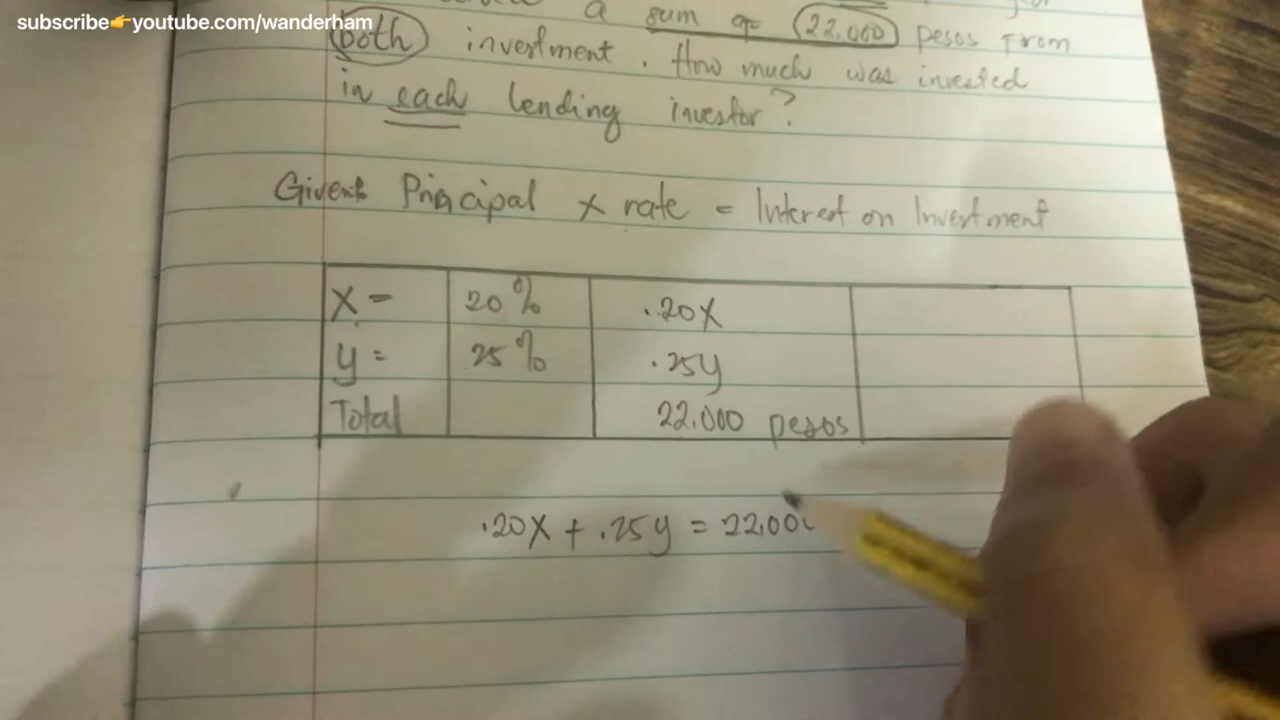 subscribe👉youtube.com/wanderham
a sum of 22,000 pesos from
both investment. How much was invested
in each lending investor?
Given: Principal x rate = Interest on Investment
X = 20% .20X
y = 25% .25y
Total 22,000 pesos
.20X + .25y = 22,000